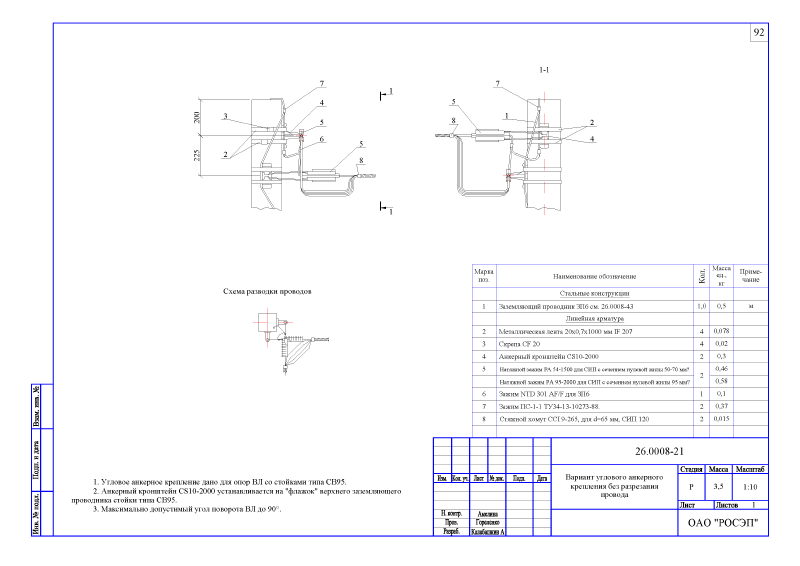 92
1-1
7
1
4
3
5
6
2
5
8
200
225
1
7
5
8
1
2
4
Схема разводки проводов
Марка поз.
Наименование обозначение
Кол.
Масса ед., кг
Приме-
чание
Стальные конструкции
1 Заземляющий проводник ЗП6 см. 26.0008-43 1,0 0,5 м
Линейная арматура
2 Металлическая лента 20х0,7х1000 мм IF 207 4 0,078
3 Скрепа CF 20 4 0,02
4 Анкерный кронштейн CS10-2000 2 0,3
5 Натяжной зажим РА 54-1500 для СИП с сечением нулевой жилы 50-70 мм² 2 0,46
Натяжной зажим РА 95-2000 для СИП с сечением нулевой жилы 95 мм² 0,58
6 Зажим NTD 301 AF/F для ЗП6 1 0,1
7 Зажим ПС-1-1 ТУ34-13-10273-88 2 0,37
8 Стяжной хомут CCГ9-265, для d=65 мм, СИП 120 2 0,015
1. Угловое анкерное крепление дано для опор ВЛ со стойками типа СВ95.
2. Анкерный кронштейн CS10-2000 устанавливается на "флажок" верхнего заземляющего
проводника стойки типа СВ95.
3. Максимально допустимый угол поворота ВЛ до 90°.
Взам. инв. №
Подп. и дата
Инв. № подл.
26.0008-21
Изм. Кол. уч. Лист № док. Подп. Дата
Вариант углового анкерного
крепления без разрезания
провода
Стадия Масса Масштаб
Р 3,5 1:10
Лист Листов 1
Н. контр. Амелина
Пров. Гореленко
Разраб. Калабашкин А
ОАО "РОСЭП"